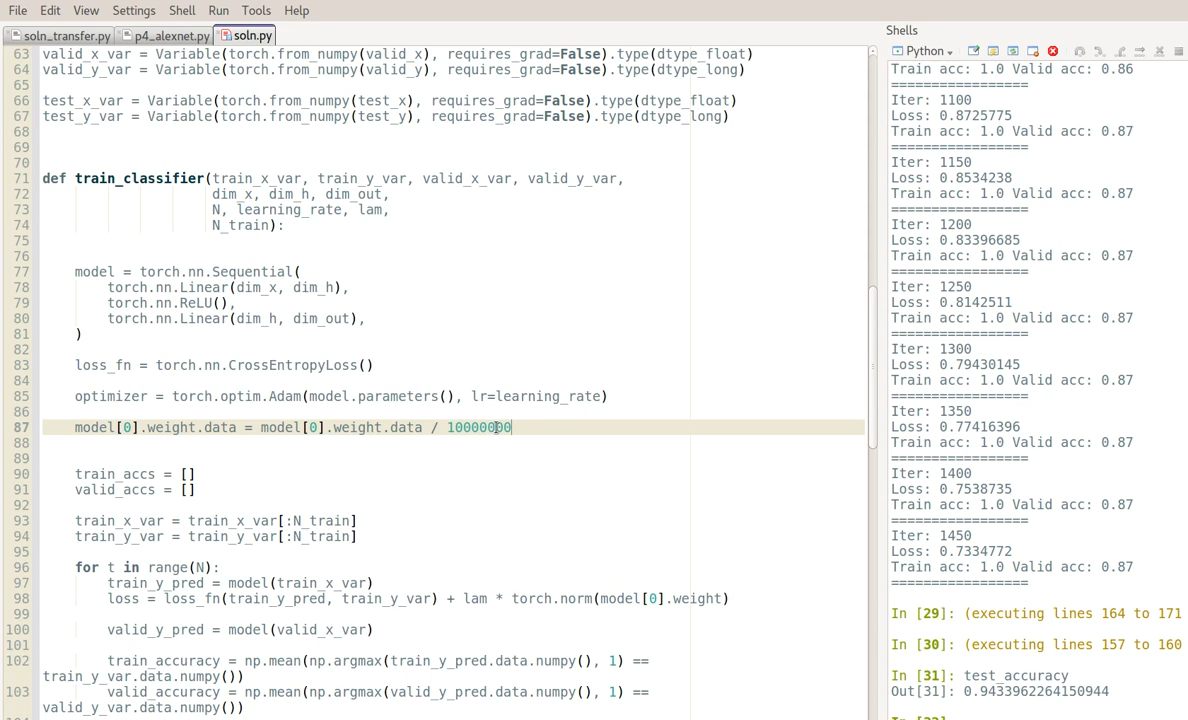 File Edit View Settings Shell Run Tools Help
soln_transfer.py p4_alexnet.py soln.py
63 valid_x_var = Variable(torch.from_numpy(valid_x), requires_grad=False).type(dtype_float)
64 valid_y_var = Variable(torch.from_numpy(valid_y), requires_grad=False).type(dtype_long)
65
66 test_x_var = Variable(torch.from_numpy(test_x), requires_grad=False).type(dtype_float)
67 test_y_var = Variable(torch.from_numpy(test_y), requires_grad=False).type(dtype_long)
68
69
70
71 def train_classifier(train_x_var, train_y_var, valid_x_var, valid_y_var,
72 dim_x, dim_h, dim_out,
73 N, learning_rate, lam,
74 N_train):
75
76
77 model = torch.nn.Sequential(
78 torch.nn.Linear(dim_x, dim_h),
79 torch.nn.ReLU(),
80 torch.nn.Linear(dim_h, dim_out),
81 )
82
83 loss_fn = torch.nn.CrossEntropyLoss()
84
85 optimizer = torch.optim.Adam(model.parameters(), lr=learning_rate)
86
87 model[0].weight.data = model[0].weight.data / 10000000
88
89
90 train_accs = []
91 valid_accs = []
92
93 train_x_var = train_x_var[:N_train]
94 train_y_var = train_y_var[:N_train]
95
96 for t in range(N):
97 train_y_pred = model(train_x_var)
98 loss = loss_fn(train_y_pred, train_y_var) + lam * torch.norm(model[0].weight)
99
100 valid_y_pred = model(valid_x_var)
101
102 train_accuracy = np.mean(np.argmax(train_y_pred.data.numpy(), 1) ==
train_y_var.data.numpy())
103 valid_accuracy = np.mean(np.argmax(valid_y_pred.data.numpy(), 1) ==
valid_y_var.data.numpy())
Shells
Python
Train acc: 1.0 Valid acc: 0.86
=================
Iter: 1100
Loss: 0.8725775
Train acc: 1.0 Valid acc: 0.87
=================
Iter: 1150
Loss: 0.8534238
Train acc: 1.0 Valid acc: 0.87
=================
Iter: 1200
Loss: 0.83396685
Train acc: 1.0 Valid acc: 0.87
=================
Iter: 1250
Loss: 0.8142511
Train acc: 1.0 Valid acc: 0.87
=================
Iter: 1300
Loss: 0.79430145
Train acc: 1.0 Valid acc: 0.87
=================
Iter: 1350
Loss: 0.77416396
Train acc: 1.0 Valid acc: 0.87
=================
Iter: 1400
Loss: 0.7538735
Train acc: 1.0 Valid acc: 0.87
=================
Iter: 1450
Loss: 0.7334772
Train acc: 1.0 Valid acc: 0.87
=================
In [29]: (executing lines 164 to 171
In [30]: (executing lines 157 to 160
In [31]: test_accuracy
Out[31]: 0.9433962264150944